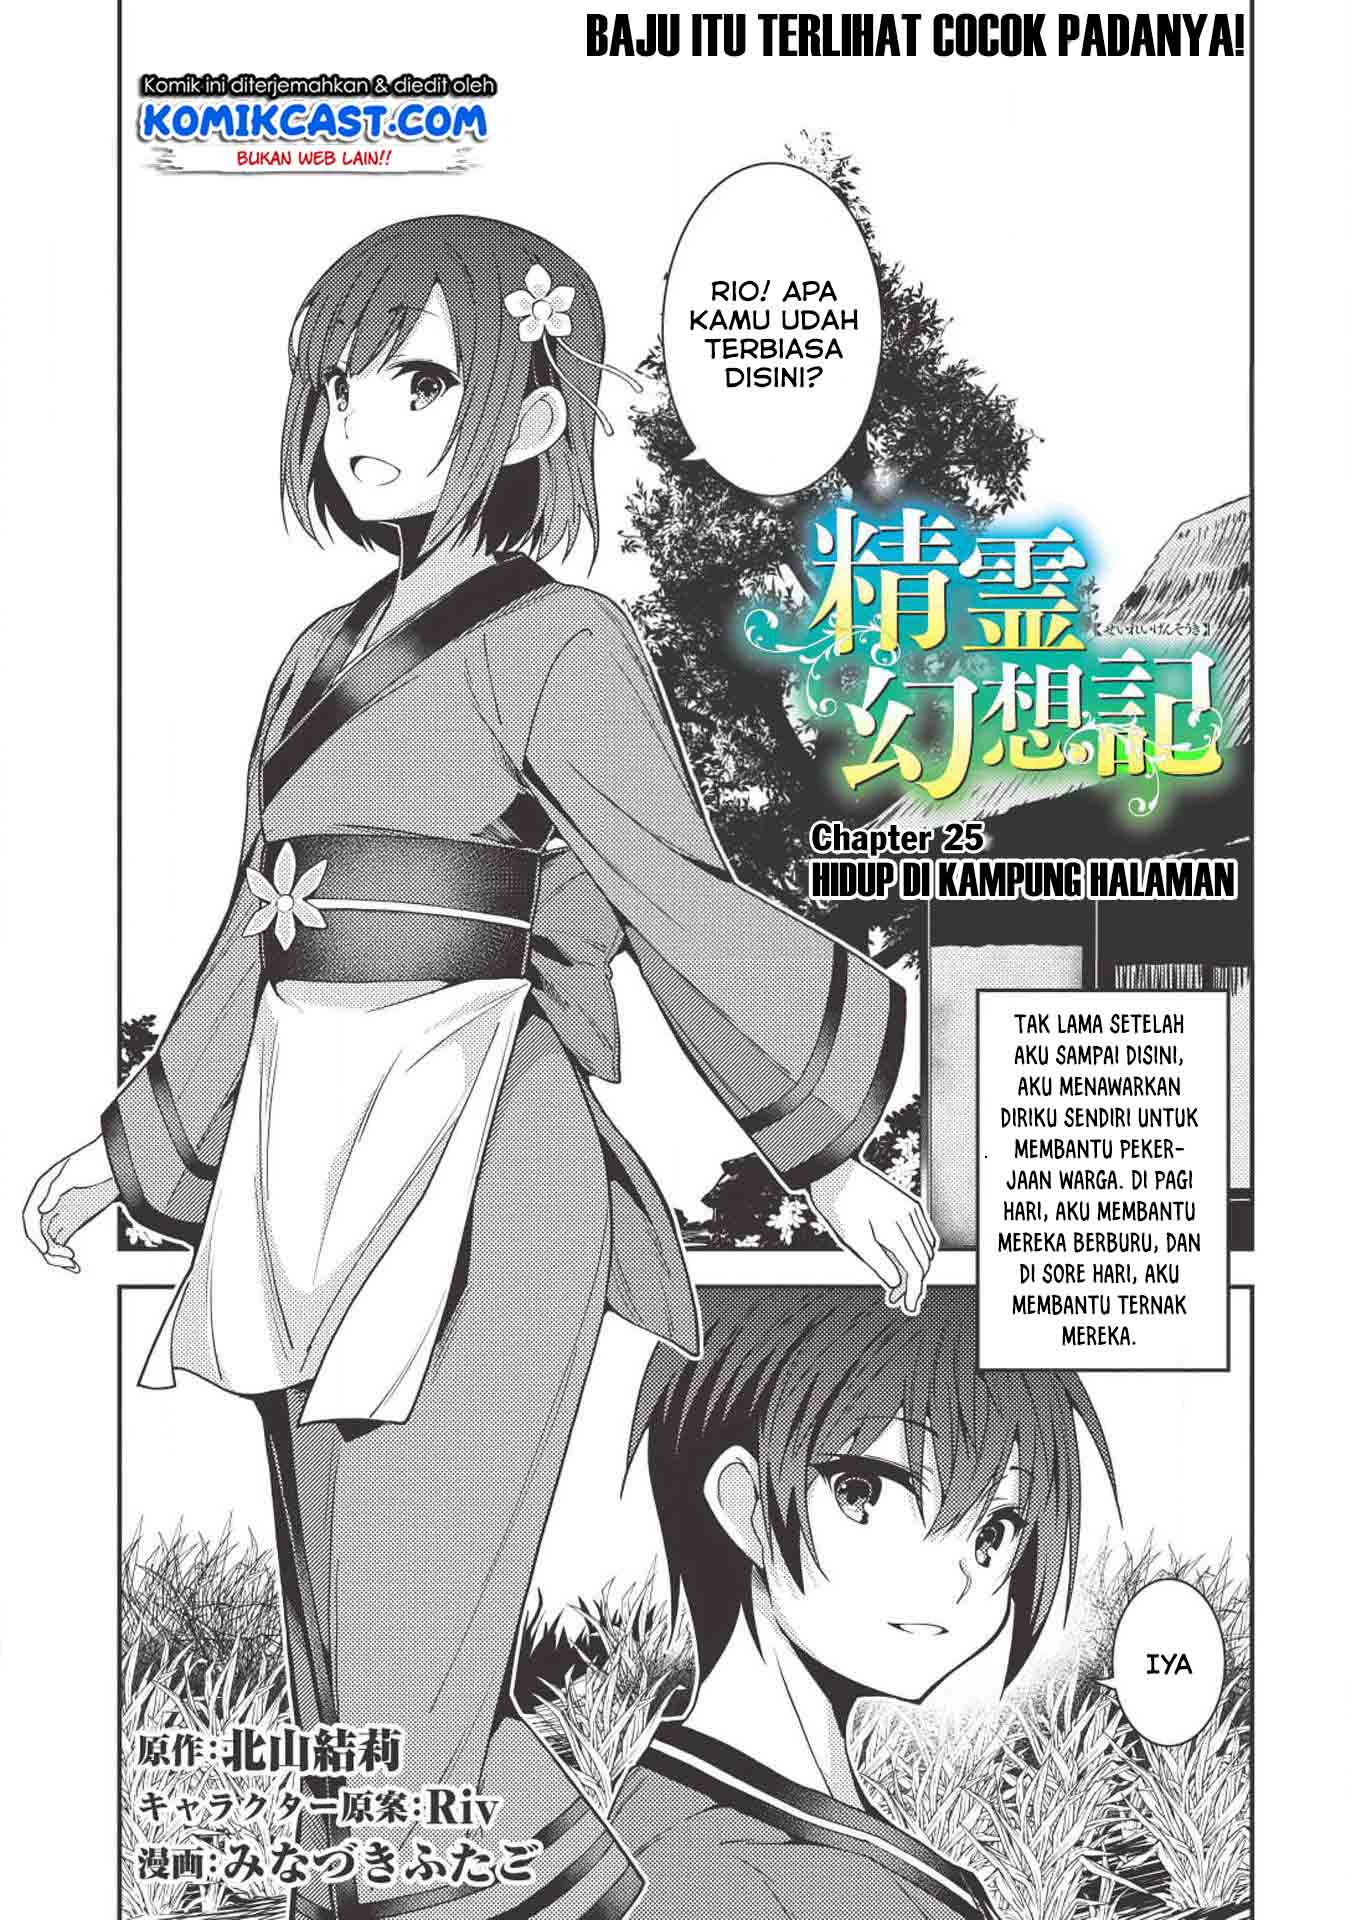 BAJU ITU TERLIHAT COCOK PADANYA!
Komik ini diterjemahkan & diedit oleh
KOMIKCAST.COM
BUKAN WEB LAIN!!
RIO! APA
KAMU UDAH
TERBIASA
DISINI?
精霊
【せいれいげんそうき】
幻想記
Chapter 25
HIDUP DI KAMPUNG HALAMAN
TAK LAMA SETELAH
AKU SAMPAI DISINI,
AKU MENAWARKAN
DIRIKU SENDIRI UNTUK
MEMBANTU PEKER-
JAAN WARGA. DI PAGI
HARI, AKU MEMBANTU
MEREKA BERBURU, DAN
DI SORE HARI, AKU
MEMBANTU TERNAK
MEREKA.
IYA
原作:北山結莉
キャラクター原案:Riv
漫画:みなづきふたご